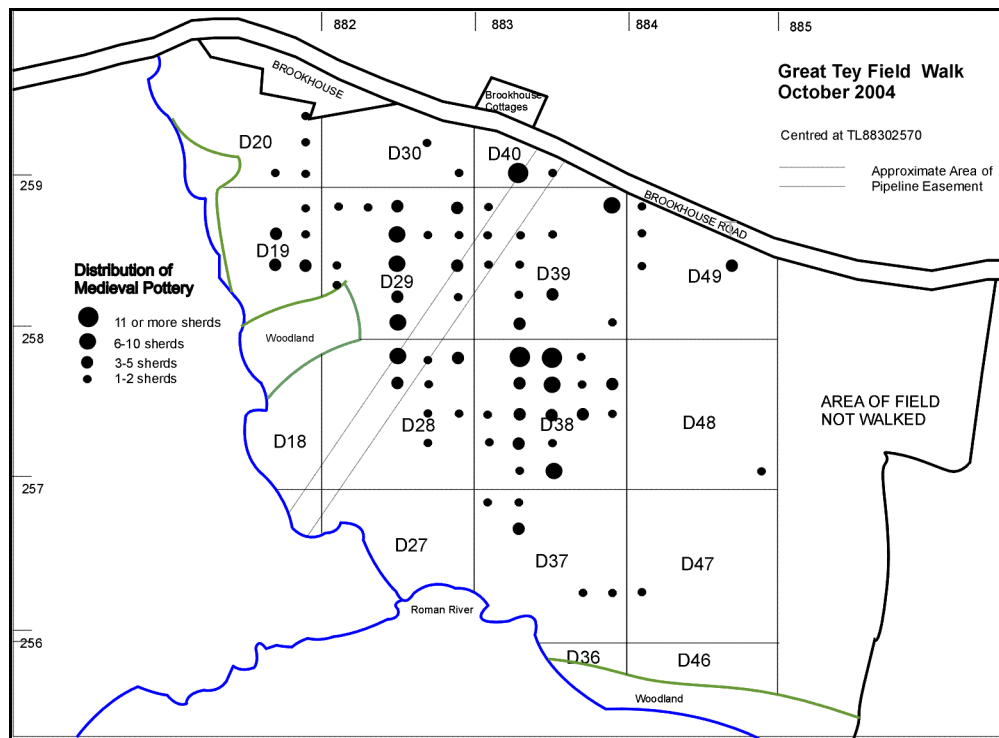 882
883
884
885
Great Tey Field Walk
October 2004
Centred at TL88302570
Approximate Area of
Pipeline Easement
BROOKHOUSE
Brookhouse
Cottages
BROOKHOUSE ROAD
259
258
257
256
D20
D30
D40
D19
D29
D39
D49
Distribution of
Medieval Pottery
11 or more sherds
6-10 sherds
3-5 sherds
1-2 sherds
Woodland
AREA OF FIELD
NOT WALKED
D18
D28
D38
D48
D27
D37
D47
Roman River
D36
D46
Woodland